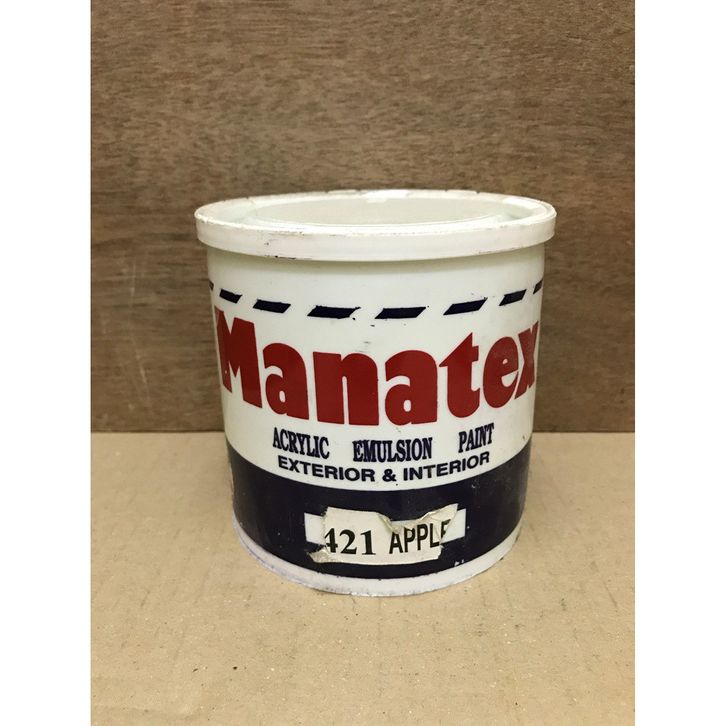 Manatex
ACRYLIC EMULSION PAINT
EXTERIOR & INTERIOR
421 APPLE